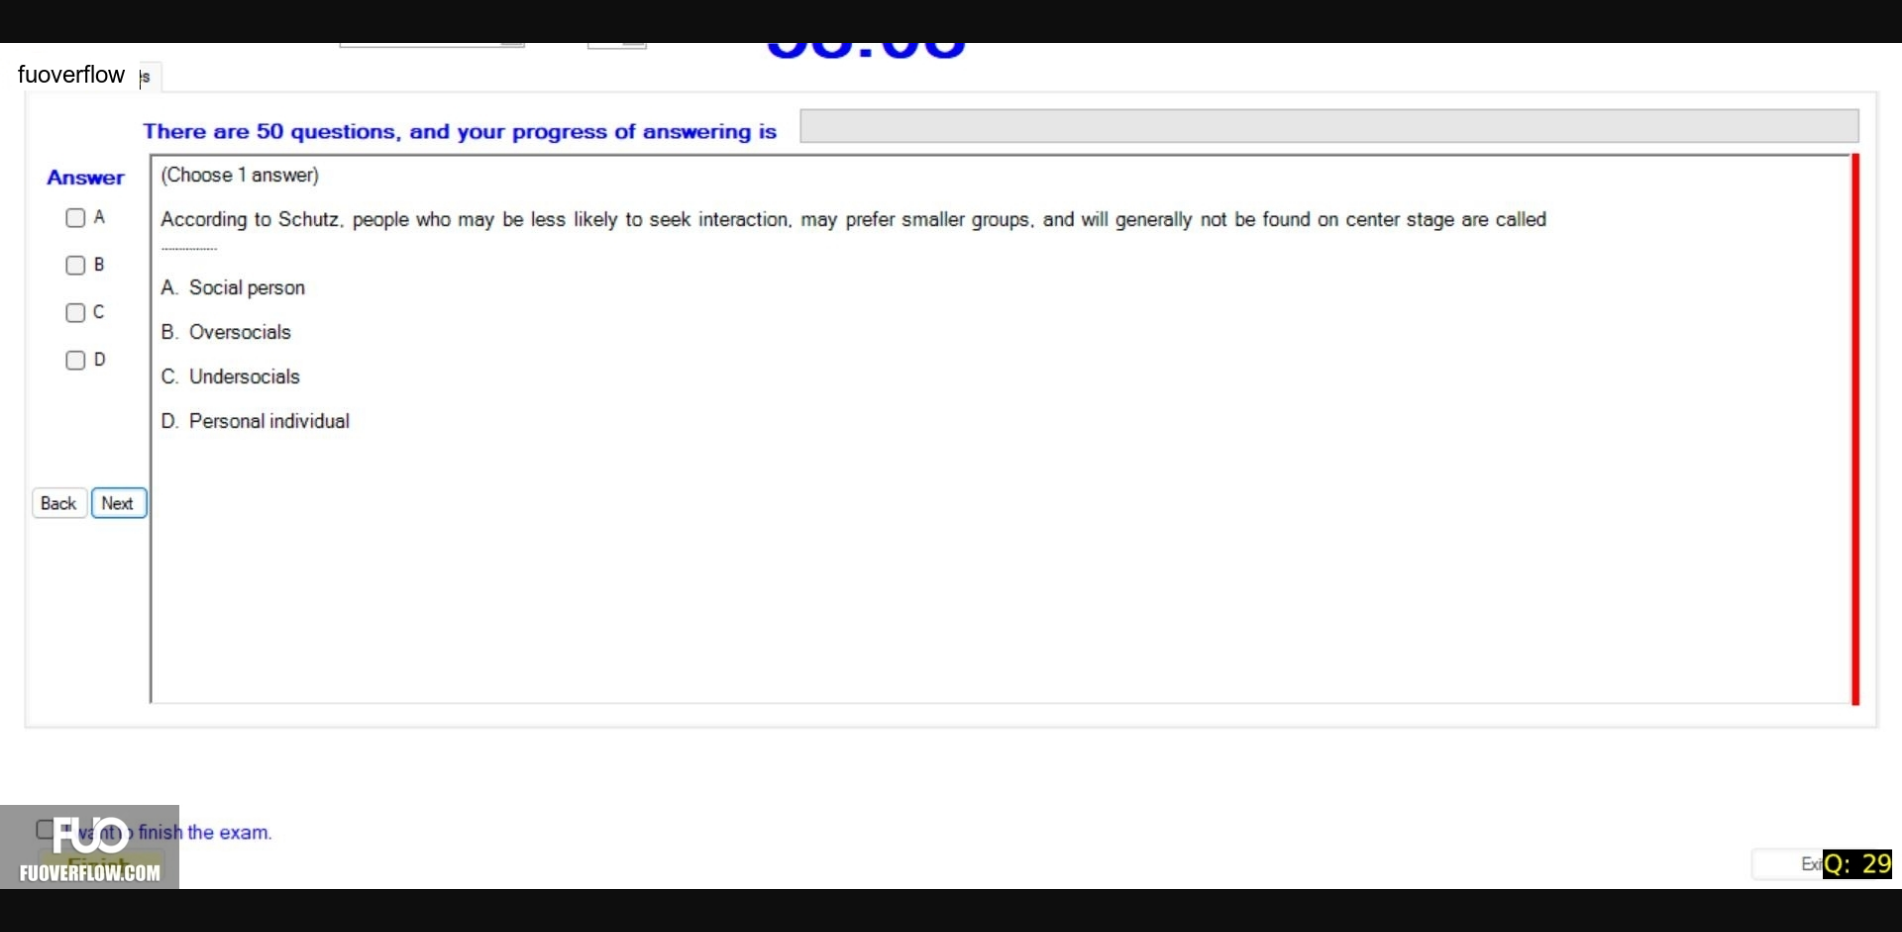 fuoverflow
There are 50 questions, and your progress of answering is
Answer
(Choose 1 answer)
A
According to Schutz, people who may be less likely to seek interaction, may prefer smaller groups, and will generally not be found on center stage are called
................
B
A. Social person
C
B. Oversocials
D
C. Undersocials
D. Personal individual
Back Next
finish the exam.
FUO
FUOVERFLOW.COM
Q: 29